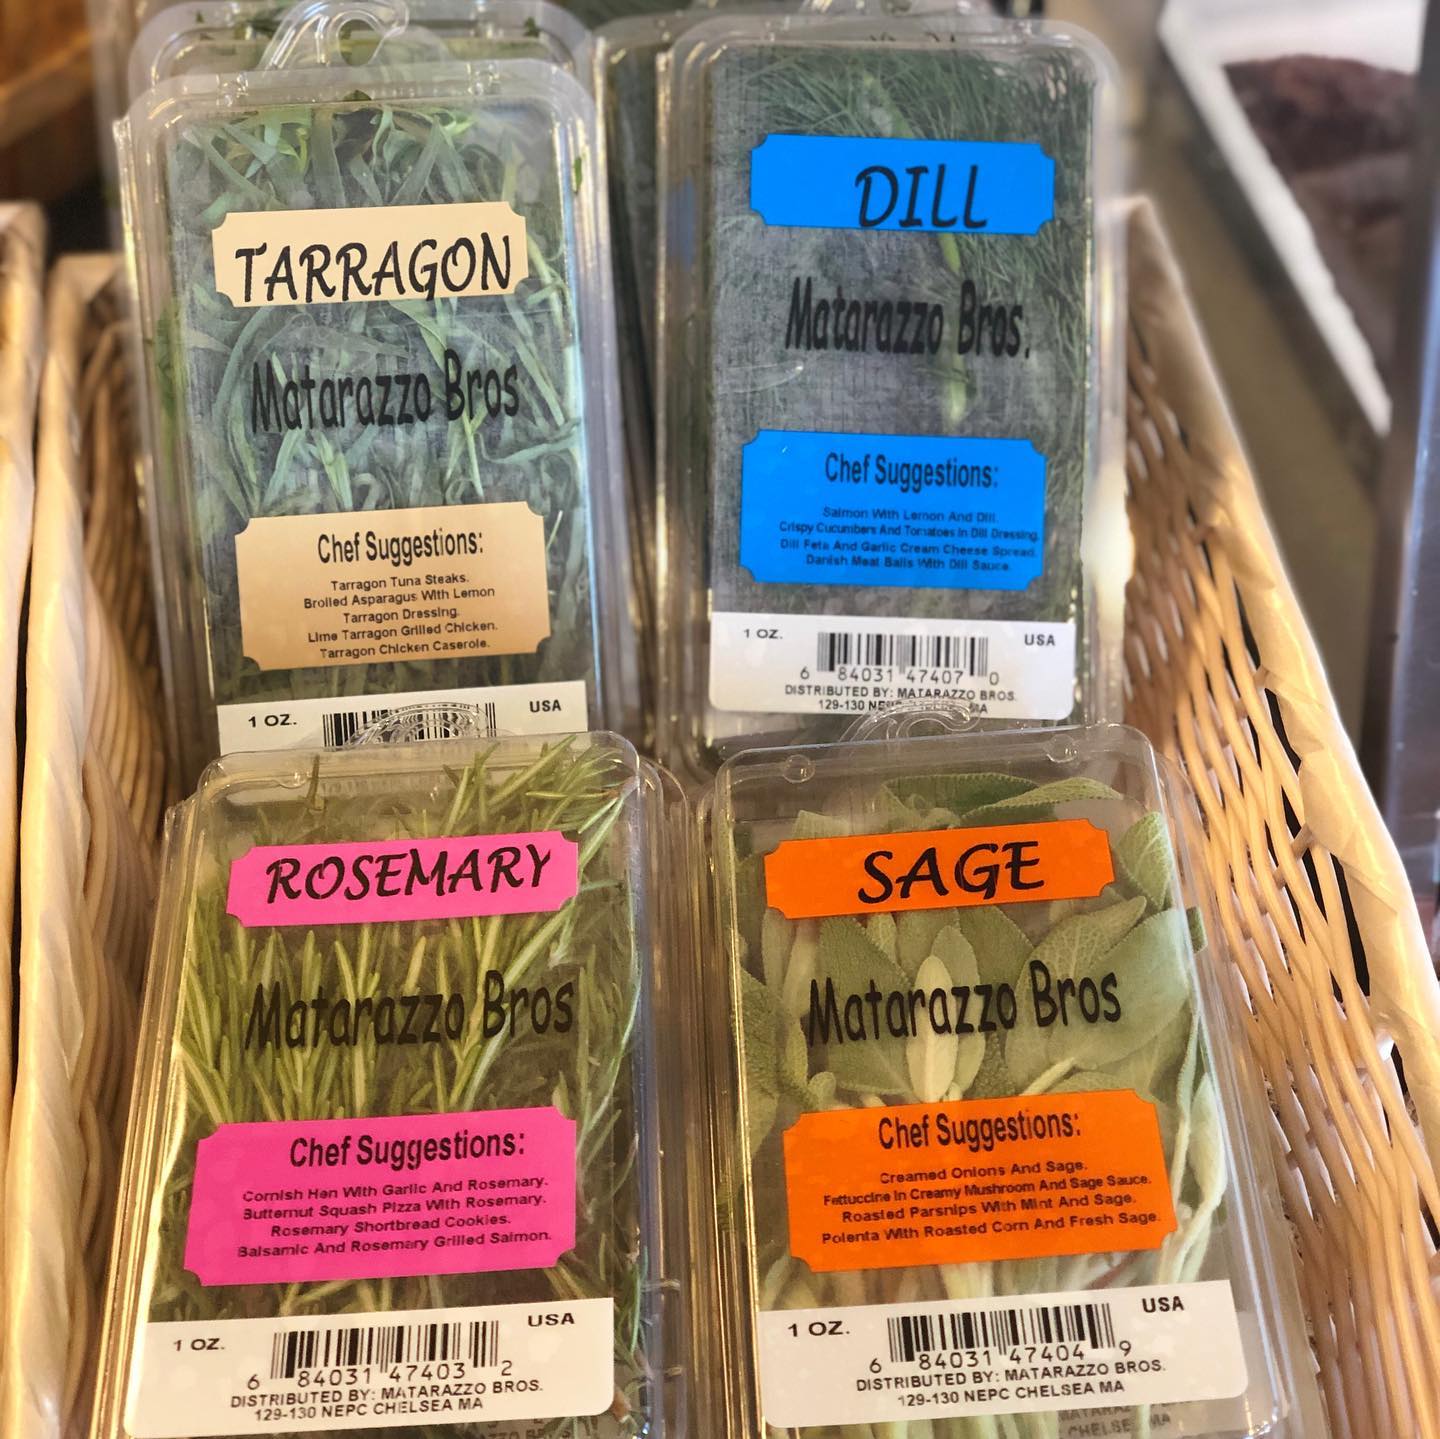 TARRAGON
Matarazzo Bros
Chef Suggestions:
Tarragon Tuna Steaks.
Broiled Asparagus With Lemon
Tarragon Dressing.
Lime Tarragon Grilled Chicken.
Tarragon Chicken Caserole.
1 OZ.
USA
DILL
Matarazzo Bros.
Chef Suggestions:
Salmon With Lemon And Dill.
Crispy Cucumbers And Tomatoes In Dill Dressing.
Dill Feta And Garlic Cream Cheese Spread.
Danish Meat Balls With Dill Sauce.
1 OZ.
USA
6 84031 47407 0
DISTRIBUTED BY: MATARAZZO BROS.
129-130 NEPC CHELSEA MA
ROSEMARY
Matarazzo Bros
Chef Suggestions:
Cornish Hen With Garlic And Rosemary.
Butternut Squash Pizza With Rosemary.
Rosemary Shortbread Cookies.
Balsamic And Rosemary Grilled Salmon.
1 OZ.
USA
6 84031 47403 2
DISTRIBUTED BY: MATARAZZO BROS.
129-130 NEPC CHELSEA MA
SAGE
Matarazzo Bros
Chef Suggestions:
Creamed Onions And Sage.
Fettuccine In Creamy Mushroom And Sage Sauce.
Roasted Parsnips With Mint And Sage.
Polenta With Roasted Corn And Fresh Sage.
1 OZ.
USA
6 84031 47404 9
DISTRIBUTED BY: MATARAZZO BROS.
129-130 NEPC CHELSEA MA